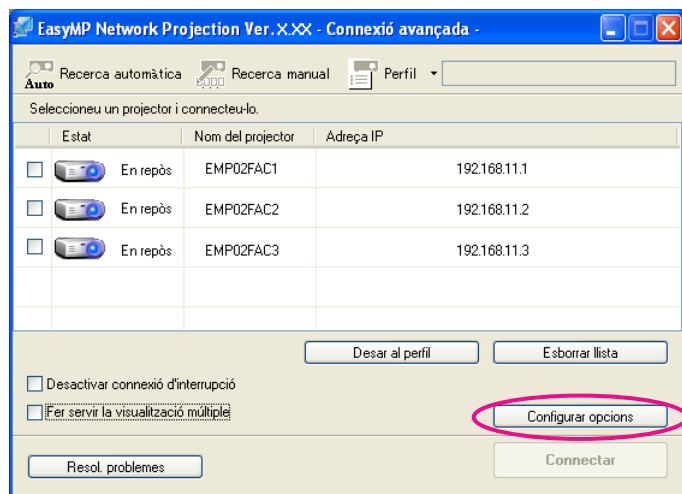 EasyMP Network Projection Ver.X.XX - Connexió avançada -
Auto Recerca automàtica Recerca manual Perfil
Seleccioneu un projector i connecteu-lo.
Estat Nom del projector Adreça IP
En repòs EMP02FAC1 192.168.11.1
En repòs EMP02FAC2 192.168.11.2
En repòs EMP02FAC3 192.168.11.3
Desar al perfil Esborrar llista
Desactivar connexió d'interrupció
Fer servir la visualització múltiple Configurar opcions
Resol. problemes Connectar